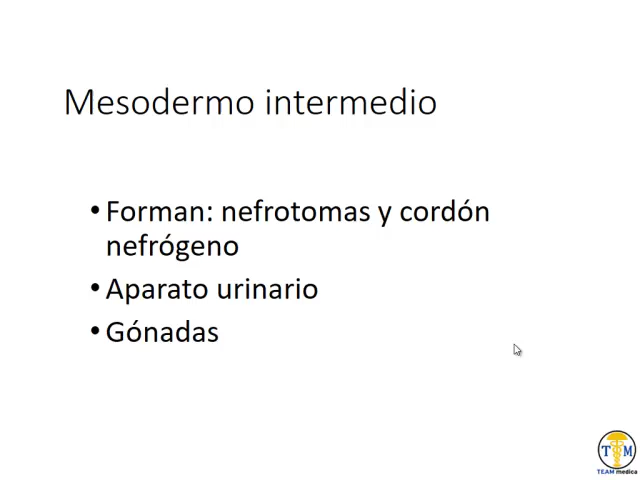 Mesodermo intermedio
• Forman: nefrotomas y cordón
nefrógeno
• Aparato urinario
• Gónadas
T M
TEAM medica